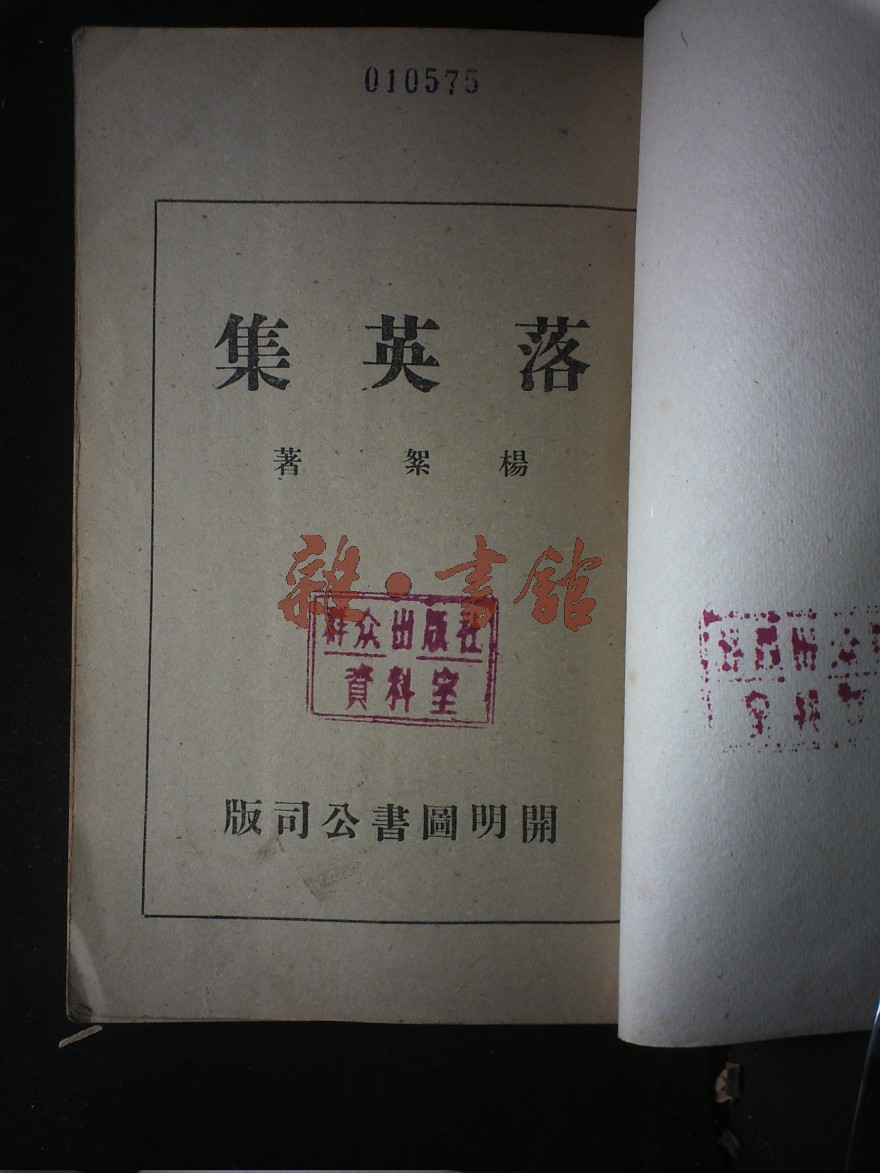 010575
落英集
楊絮著
雜·書館
群众出版社
資料室
開明圖書公司版